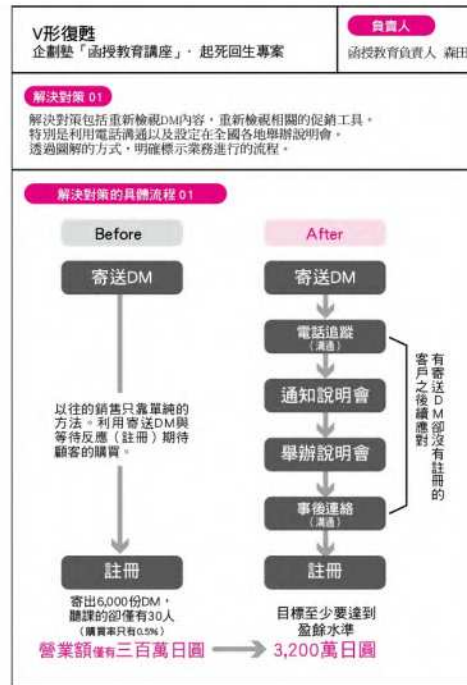 V形復甦
企劃塾「函授教育講座」．起死回生專案
負責人
函授教育負責人 森田
解決對策 01
解決對策包括重新檢視DM內容，重新檢視相關的促銷工具。
特別是利用電話溝通以及設定在全國各地舉辦說明會。
透過圖解的方式，明確標示業務進行的流程。
解決對策的具體流程 01
Before
寄送DM
以往的銷售只靠單純的
方法。利用寄送DM與
等待反應（註冊）期待
顧客的購買。
註冊
寄出6,000份DM，
聽課的卻僅有30人
（購買率只有0.5%）
營業額僅有三百萬日圓
After
寄送DM
電話追蹤
（溝通）
通知說明會
舉辦說明會
事後連絡
（溝通）
註冊
有寄送DM卻沒有註冊的
客戶之後續應對
目標至少要達到
盈餘水準
3,200萬日圓